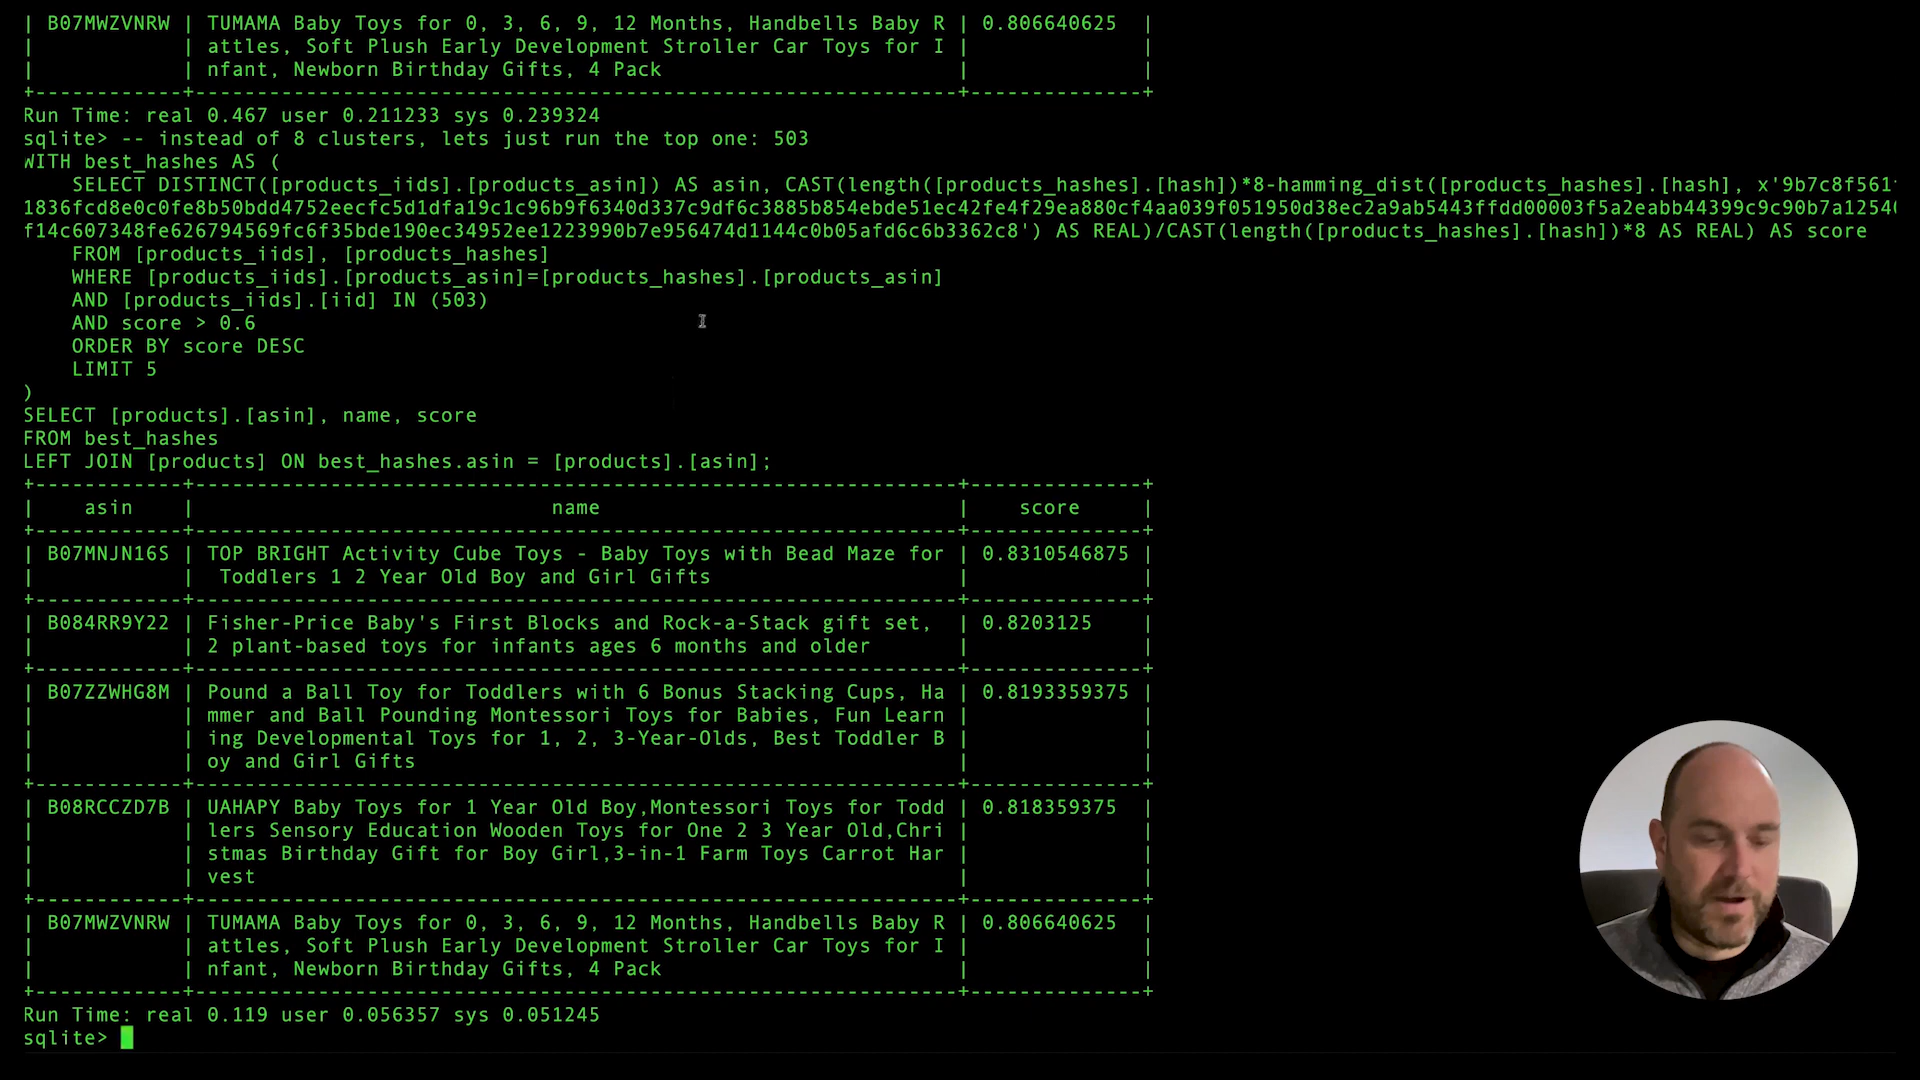 | B07MWZVNRW | TUMAMA Baby Toys for 0, 3, 6, 9, 12 Months, Handbells Baby R | 0.806640625 |
| | attles, Soft Plush Early Development Stroller Car Toys for I | |
| | nfant, Newborn Birthday Gifts, 4 Pack | |
Run Time: real 0.467 user 0.211233 sys 0.239324
sqlite> -- instead of 8 clusters, lets just run the top one: 503
WITH best_hashes AS (
SELECT DISTINCT([products_iids].[products_asin]) AS asin, CAST(length([products_hashes].[hash])*8-hamming_dist([products_hashes].[hash], x'9b7c8f561
1836fcd8e0c0fe8b50bdd4752eecfc5d1dfa19c1c96b9f6340d337c9df6c3885b854ebde51ec42fe4f29ea880cf4aa039f051950d38ec2a9ab5443ffdd00003f5a2eabb44399c9c90b7a1254
f14c607348fe626794569fc6f35bde190ec34952ee1223990b7e956474d1144c0b05afd6c6b3362c8') AS REAL)/CAST(length([products_hashes].[hash])*8 AS REAL) AS score
FROM [products_iids], [products_hashes]
WHERE [products_iids].[products_asin]=[products_hashes].[products_asin]
AND [products_iids].[iid] IN (503)
AND score > 0.6
ORDER BY score DESC
LIMIT 5
)
SELECT [products].[asin], name, score
FROM best_hashes
LEFT JOIN [products] ON best_hashes.asin = [products].[asin];
| asin | name | score |
| B07MNJN16S | TOP BRIGHT Activity Cube Toys - Baby Toys with Bead Maze for | 0.8310546875 |
| | Toddlers 1 2 Year Old Boy and Girl Gifts | |
| B084RR9Y22 | Fisher-Price Baby's First Blocks and Rock-a-Stack gift set, | 0.8203125 |
| | 2 plant-based toys for infants ages 6 months and older | |
| B07ZZWHG8M | Pound a Ball Toy for Toddlers with 6 Bonus Stacking Cups, Ha | 0.8193359375 |
| | mmer and Ball Pounding Montessori Toys for Babies, Fun Learn | |
| | ing Developmental Toys for 1, 2, 3-Year-Olds, Best Toddler B | |
| | oy and Girl Gifts | |
| B08RCCZD7B | UAHAPY Baby Toys for 1 Year Old Boy,Montessori Toys for Todd | 0.818359375 |
| | lers Sensory Education Wooden Toys for One 2 3 Year Old,Chri | |
| | stmas Birthday Gift for Boy Girl,3-in-1 Farm Toys Carrot Har | |
| | vest | |
| B07MWZVNRW | TUMAMA Baby Toys for 0, 3, 6, 9, 12 Months, Handbells Baby R | 0.806640625 |
| | attles, Soft Plush Early Development Stroller Car Toys for I | |
| | nfant, Newborn Birthday Gifts, 4 Pack | |
Run Time: real 0.119 user 0.056357 sys 0.051245
sqlite>